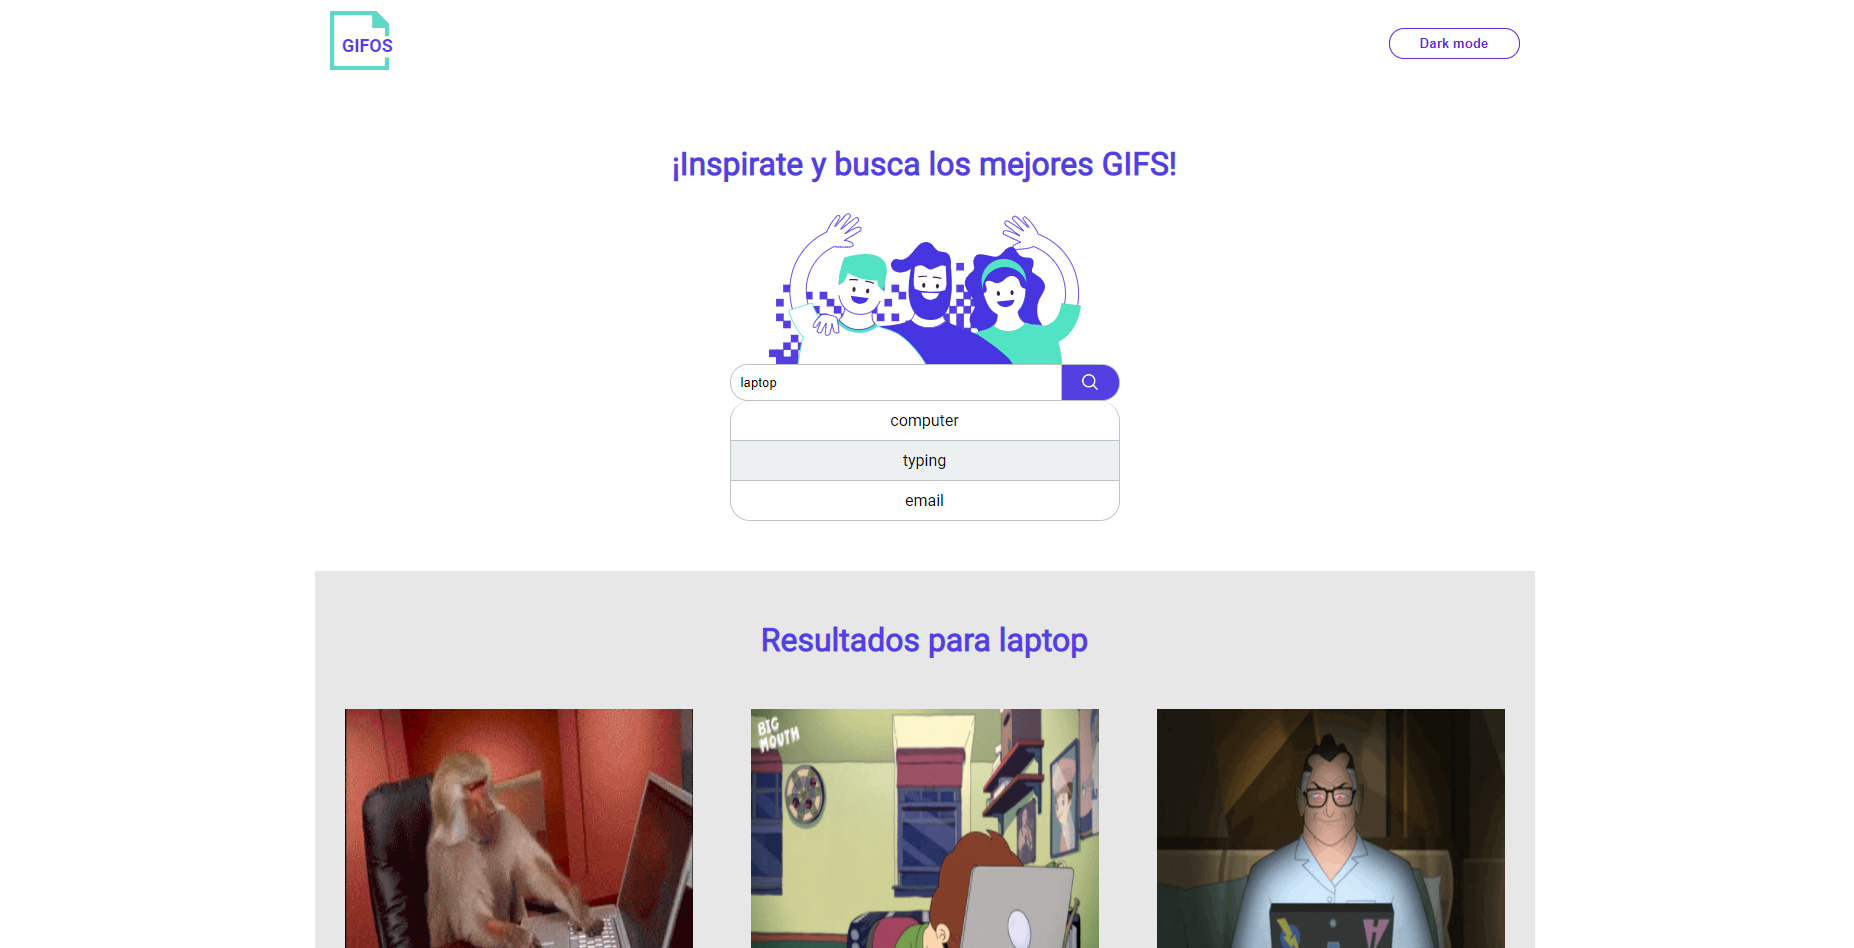 GIFOS
Dark mode
¡Inspirate y busca los mejores GIFS!
laptop
computer
typing
email
Resultados para laptop
BIG
MOUTH
H